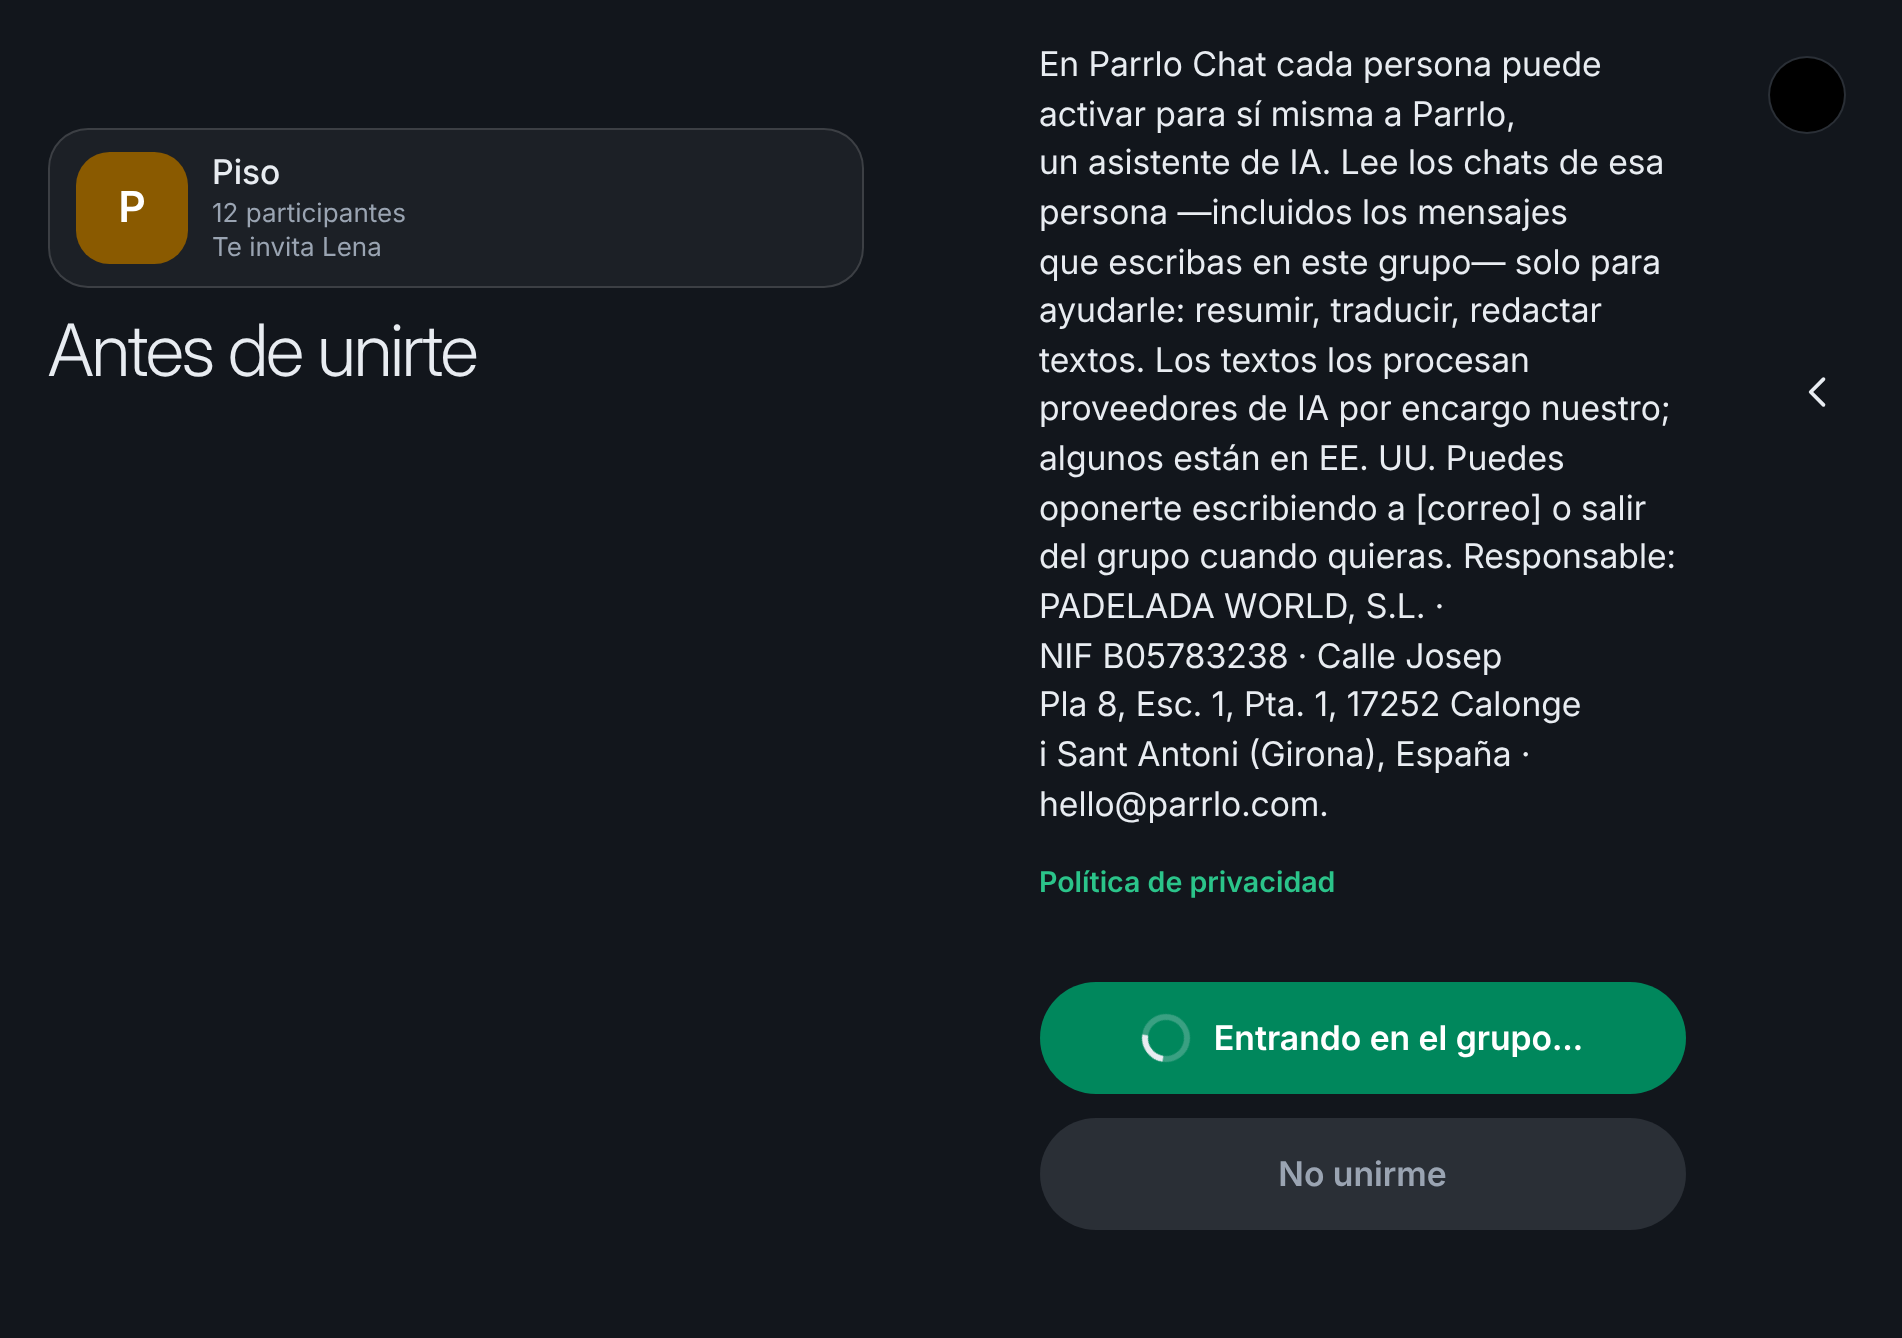 P
Piso
12 participantes
Te invita Lena
Antes de unirte
En Parrlo Chat cada persona puede
activar para sí misma a Parrlo,
un asistente de IA. Lee los chats de esa
persona —incluidos los mensajes
que escribas en este grupo— solo para
ayudarle: resumir, traducir, redactar
textos. Los textos los procesan
proveedores de IA por encargo nuestro;
algunos están en EE. UU. Puedes
oponerte escribiendo a [correo] o salir
del grupo cuando quieras. Responsable:
PADELADA WORLD, S.L. ·
NIF B05783238 · Calle Josep
Pla 8, Esc. 1, Pta. 1, 17252 Calonge
i Sant Antoni (Girona), España ·
hello@parrlo.com.
Política de privacidad
Entrando en el grupo...
No unirme